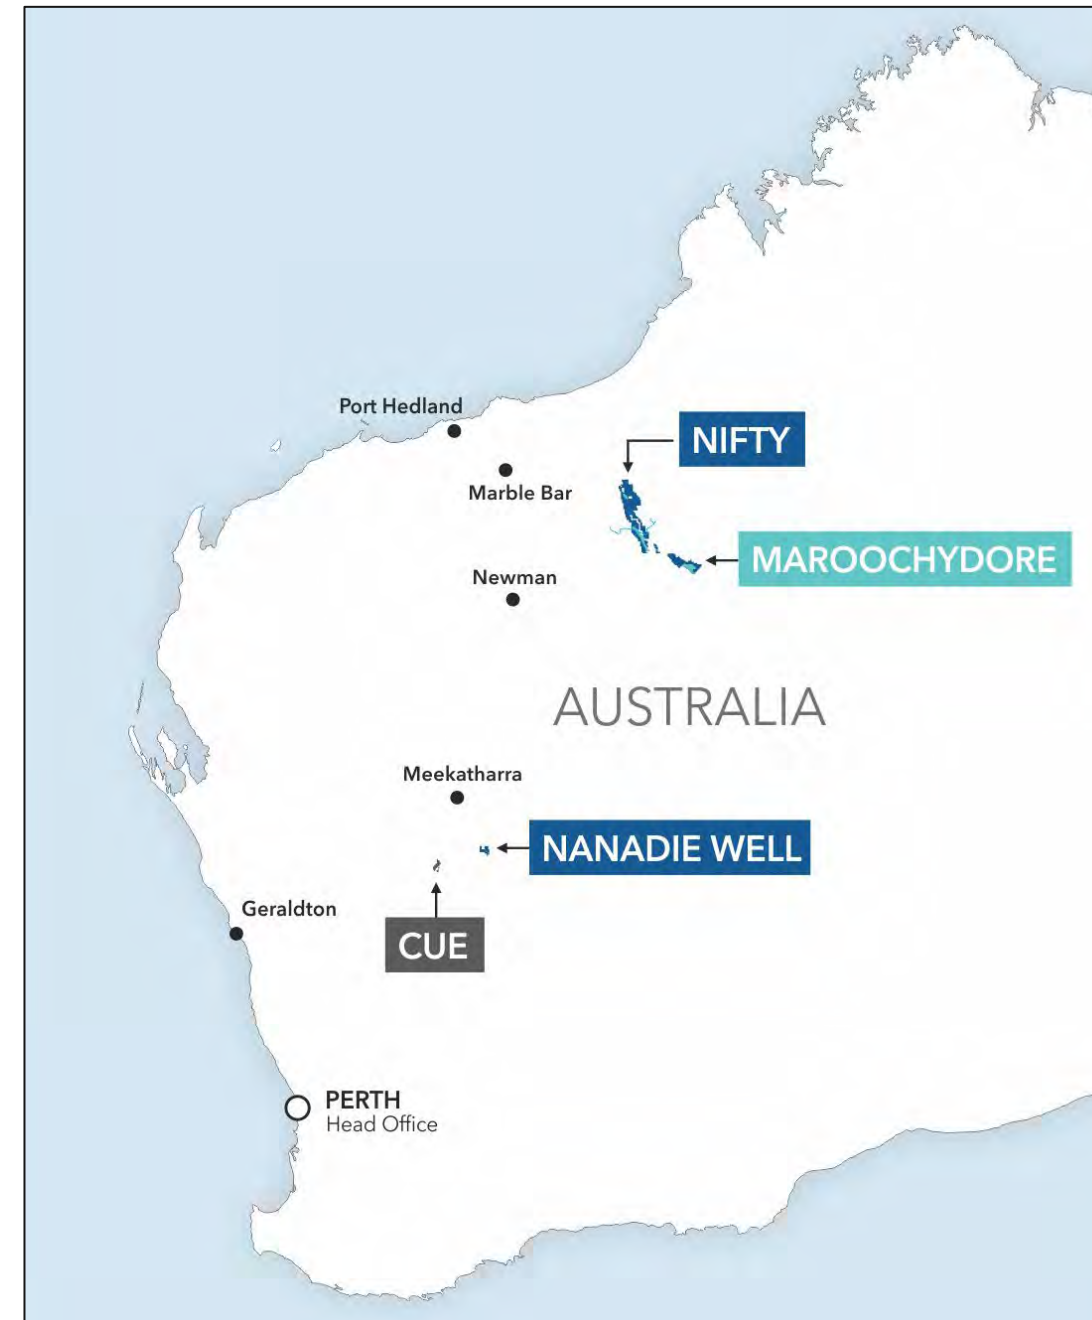 Port Hedland
NIFTY
Marble Bar
MAROOCHYDORE
Newman
AUSTRALIA
Meekatharra
NANADIE WELL
Geraldton
CUE
PERTH
Head Office